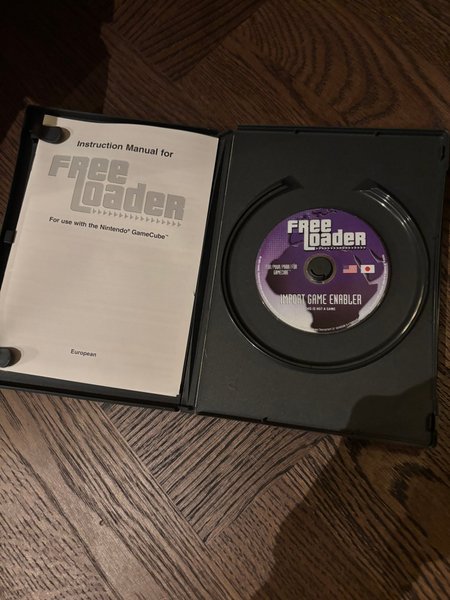 Instruction Manual for
FREE
Loader
For use with the Nintendo® GameCube™
European
FREE
Loader
GAMECUBE
IMPORT GAME ENABLER
THIS IS NOT A GAME